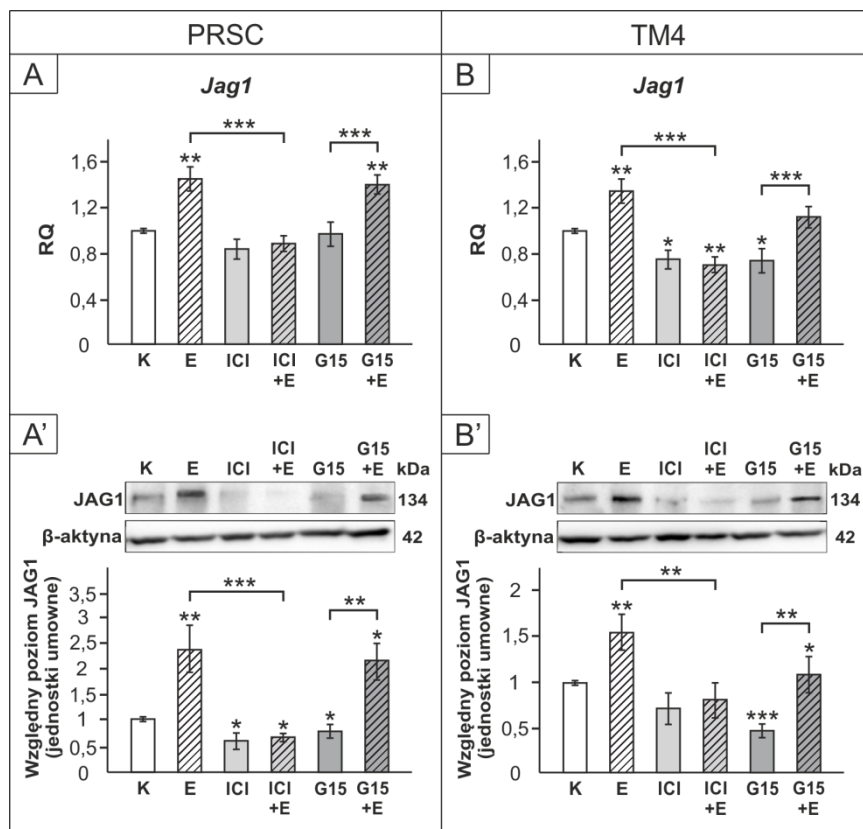 PRSC
TM4
A
Jag1
***
***
**
**
1,6
1,2
0,8
0,4
0
RQ
K E ICI ICI +E G15 G15 +E
B
Jag1
***
***
**
*
**
*
1,6
1,2
0,8
0,4
0
RQ
K E ICI ICI +E G15 G15 +E
A'
K E ICI ICI +E G15 G15 +E kDa
JAG1 134
β-aktyna 42
Względny poziom JAG1
(jednostki umowne)
3,5
3
2,5
2
1,5
1
0,5
0
***
**
**
*
*
*
*
K E ICI ICI +E G15 G15 +E
B'
K E ICI ICI +E G15 G15 +E kDa
JAG1 134
β-aktyna 42
Względny poziom JAG1
(jednostki umowne)
2
1,5
1
0,5
0
**
**
**
***
*
K E ICI ICI +E G15 G15 +E